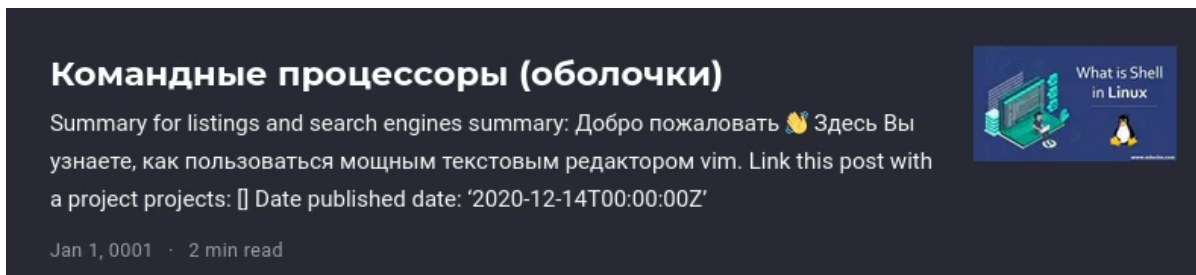 Командные процессоры (оболочки)
Summary for listings and search engines summary: Добро пожаловать 👋 Здесь Вы
узнаете, как пользоваться мощным текстовым редактором vim. Link this post with
a project projects: [] Date published date: ‘2020-12-14T00:00:00Z’
Jan 1, 0001 · 2 min read
What is Shell
in Linux